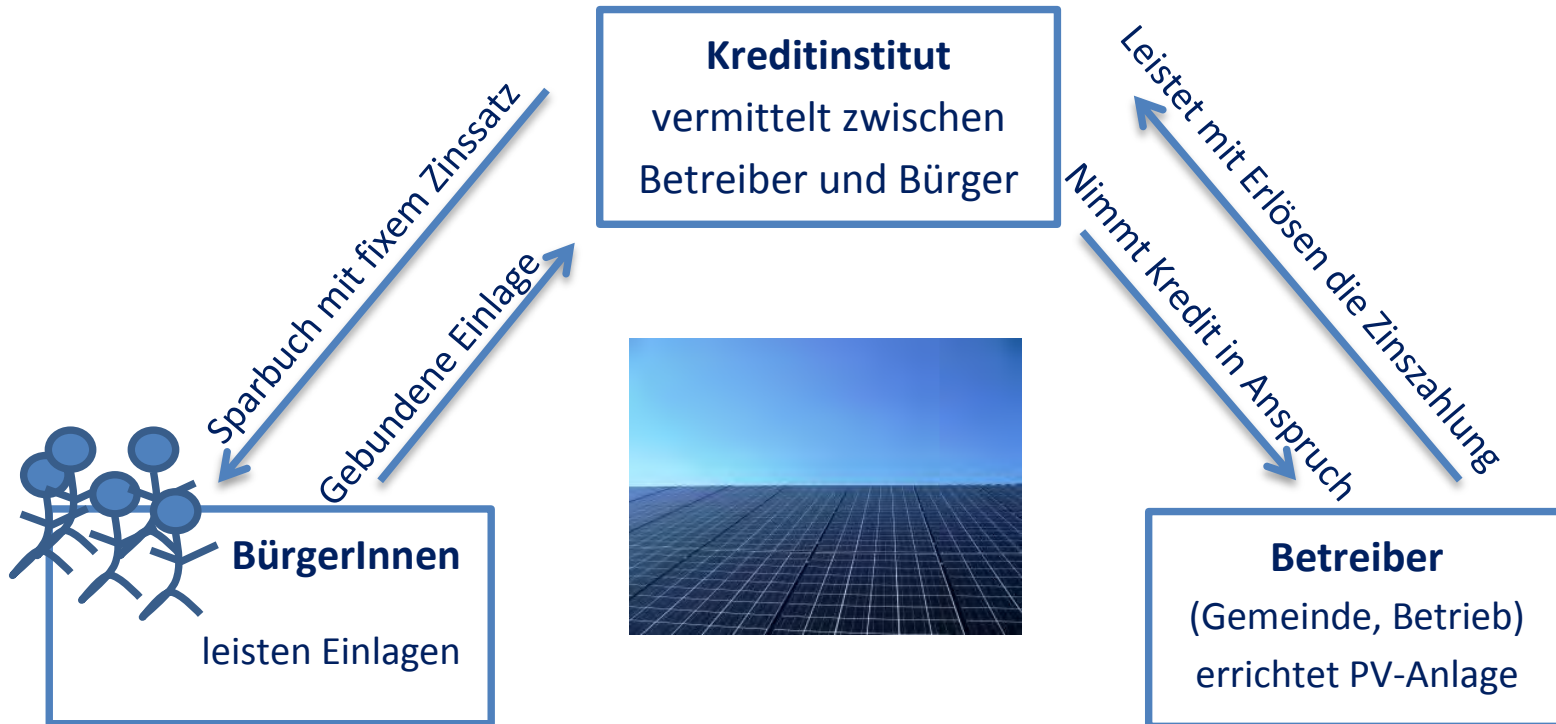 Kreditinstitut
vermittelt zwischen
Betreiber und Bürger
Sparbuch mit fixem Zinssatz
Gebundene Einlage
Leistet mit Erlösen die Zinszahlung
Nimmt Kredit in Anspruch
BürgerInnen
leisten Einlagen
Betreiber
(Gemeinde, Betrieb)
errichtet PV-Anlage